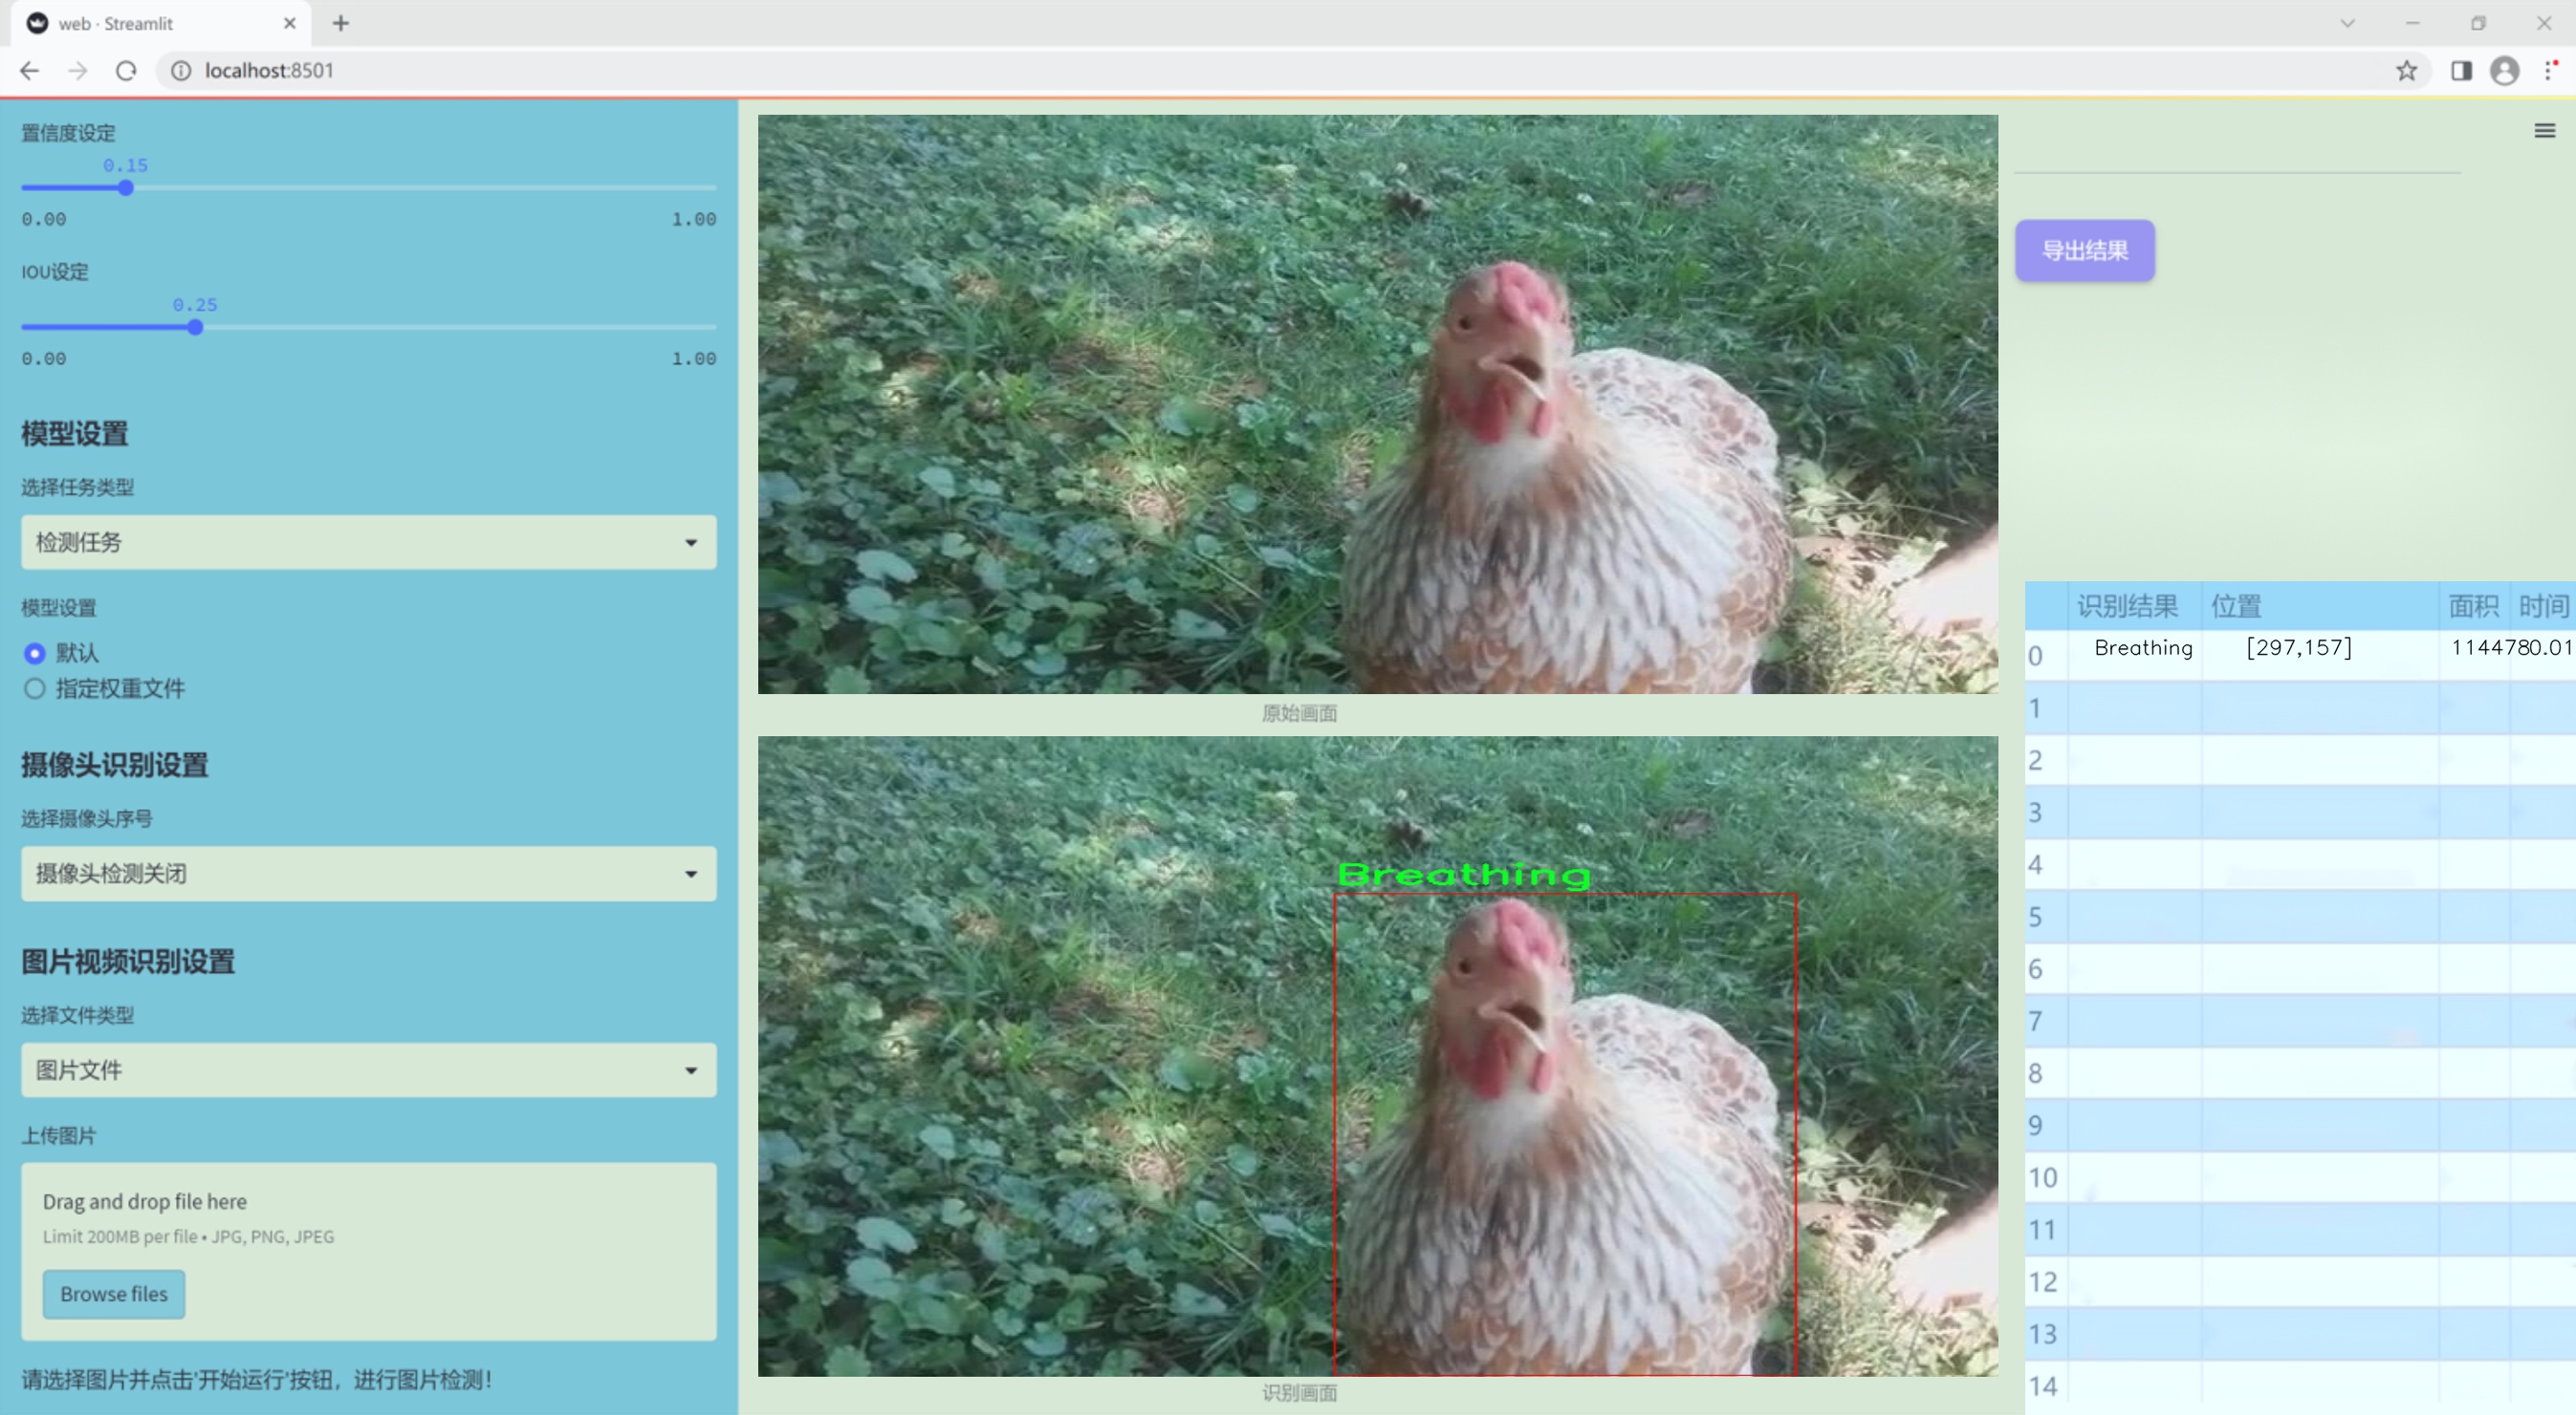 web · Streamlit
localhost:8501
置信度设定
0.15
0.00 1.00
IOU设定
0.25
0.00 1.00
模型设置
选择任务类型
检测任务
模型设置
默认
指定权重文件
摄像头识别设置
选择摄像头序号
摄像头检测关闭
图片视频识别设置
选择文件类型
图片文件
上传图片
Drag and drop file here
Limit 200MB per file • JPG, PNG, JPEG
Browse files
请选择图片并点击'开始运行'按钮，进行图片检测！
原始画面
Breathing
识别画面
导出结果
识别结果 位置 面积 时间
0 Breathing [297,157] 1144780.01
1
2
3
4
5
6
7
8
9
10
11
12
13
14